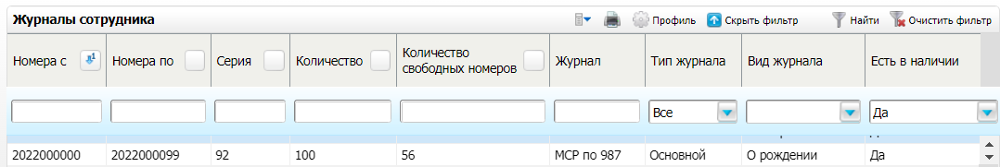 Журналы сотрудника Профиль Скрыть фильтр Найти Очистить фильтр
Номера с 1 Номера по Серия Количество Количество свободных номеров Журнал Тип журнала Вид журнала Есть в наличии
Все Да
2022000000 2022000099 92 100 56 МСР по 987 Основной О рождении Да